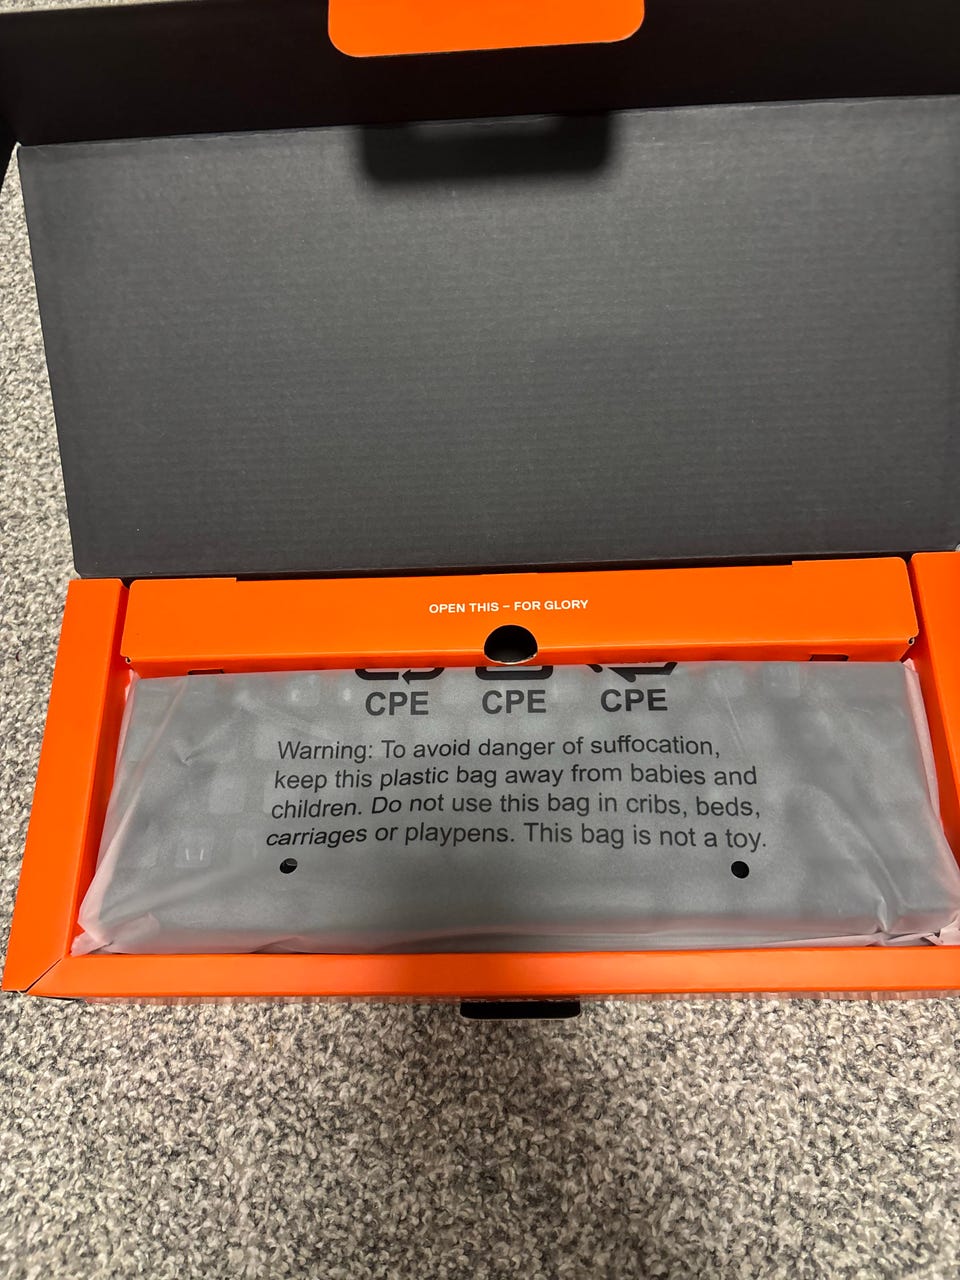 OPEN THIS – FOR GLORY
CPE CPE CPE
Warning: To avoid danger of suffocation,
keep this plastic bag away from babies and
children. Do not use this bag in cribs, beds,
carriages or playpens. This bag is not a toy.